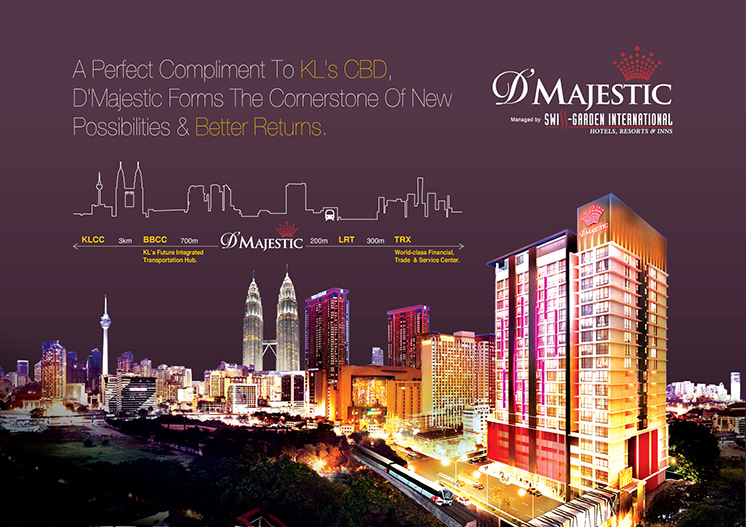 A Perfect Compliment To KL's CBD,
D'Majestic Forms The Cornerstone Of New
Possibilities & Better Returns.
D'MAJESTIC
Managed by SWISS-GARDEN INTERNATIONAL
HOTELS, RESORTS & INNS
KLCC 3km BBCC 700m D'MAJESTIC 200m LRT 300m TRX
KL's Future Integrated
Transportation Hub.
World-class Financial,
Trade & Service Center.
D'MAJESTIC